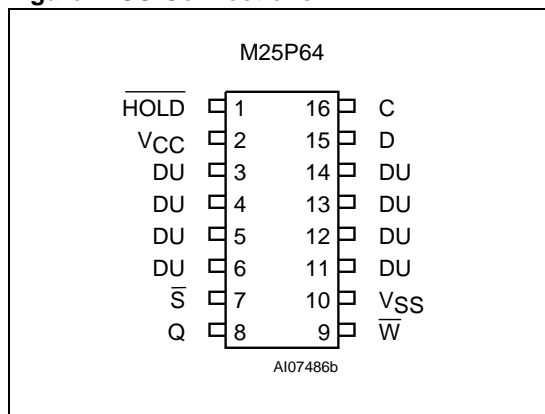 M25P64
HOLD 1 16 C
VCC 2 15 D
DU 3 14 DU
DU 4 13 DU
DU 5 12 DU
DU 6 11 DU
S̅ 7 10 VSS
Q 8 9 W̅
AI07486b